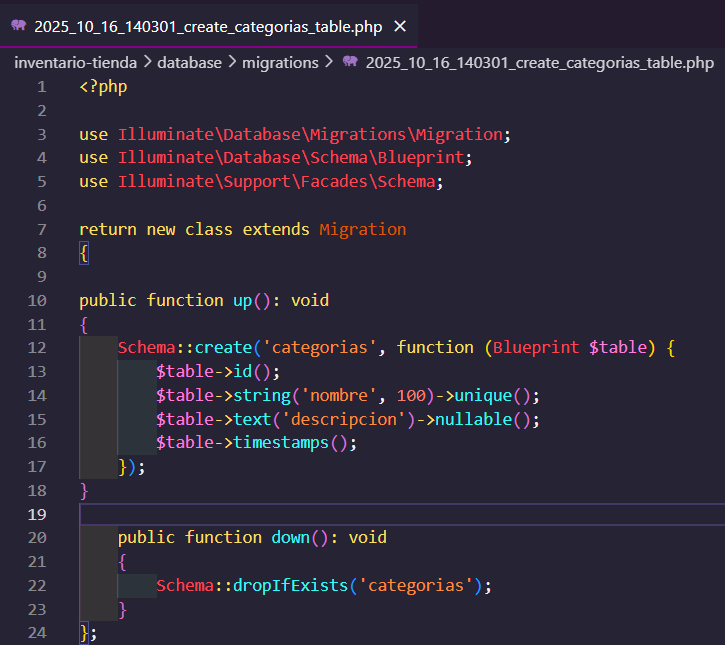 2025_10_16_140301_create_categorias_table.php ×
inventario-tienda > database > migrations > 2025_10_16_140301_create_categorias_table.php
1 <?php
2
3 use Illuminate\Database\Migrations\Migration;
4 use Illuminate\Database\Schema\Blueprint;
5 use Illuminate\Support\Facades\Schema;
6
7 return new class extends Migration
8 {
9
10 public function up(): void
11 {
12     Schema::create('categorias', function (Blueprint $table) {
13         $table->id();
14         $table->string('nombre', 100)->unique();
15         $table->text('descripcion')->nullable();
16         $table->timestamps();
17     });
18 }
19
20     public function down(): void
21     {
22         Schema::dropIfExists('categorias');
23     }
24 };